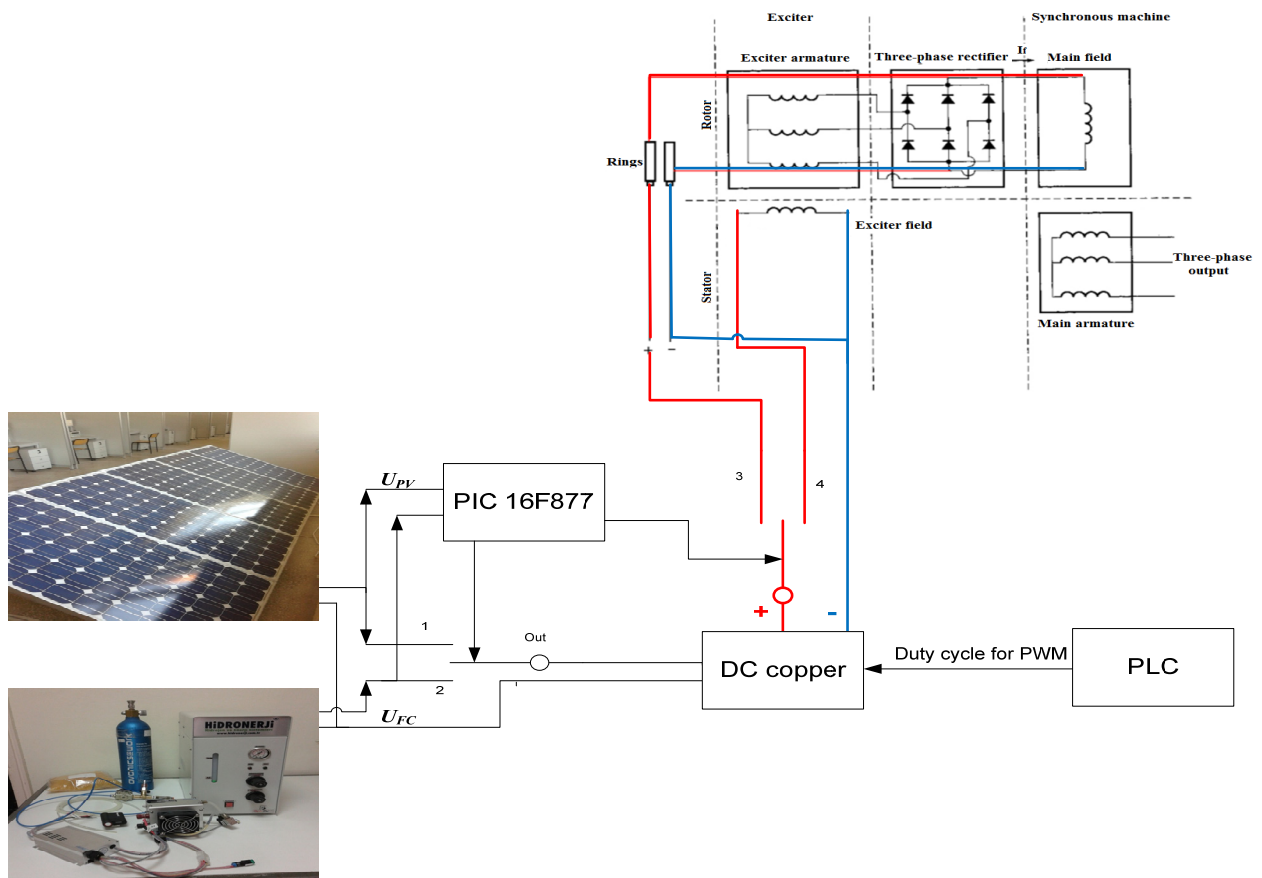 Exciter
Synchronous machine
Exciter armature
Three-phase rectifier
If
Main field
Rotor
Rings
Exciter field
Stator
Three-phase
output
Main armature
+ −
3
4
UPV
PIC 16F877
+
-
1
Out
2
DC copper
Duty cycle for PWM
PLC
UFC
HiDRONERJi